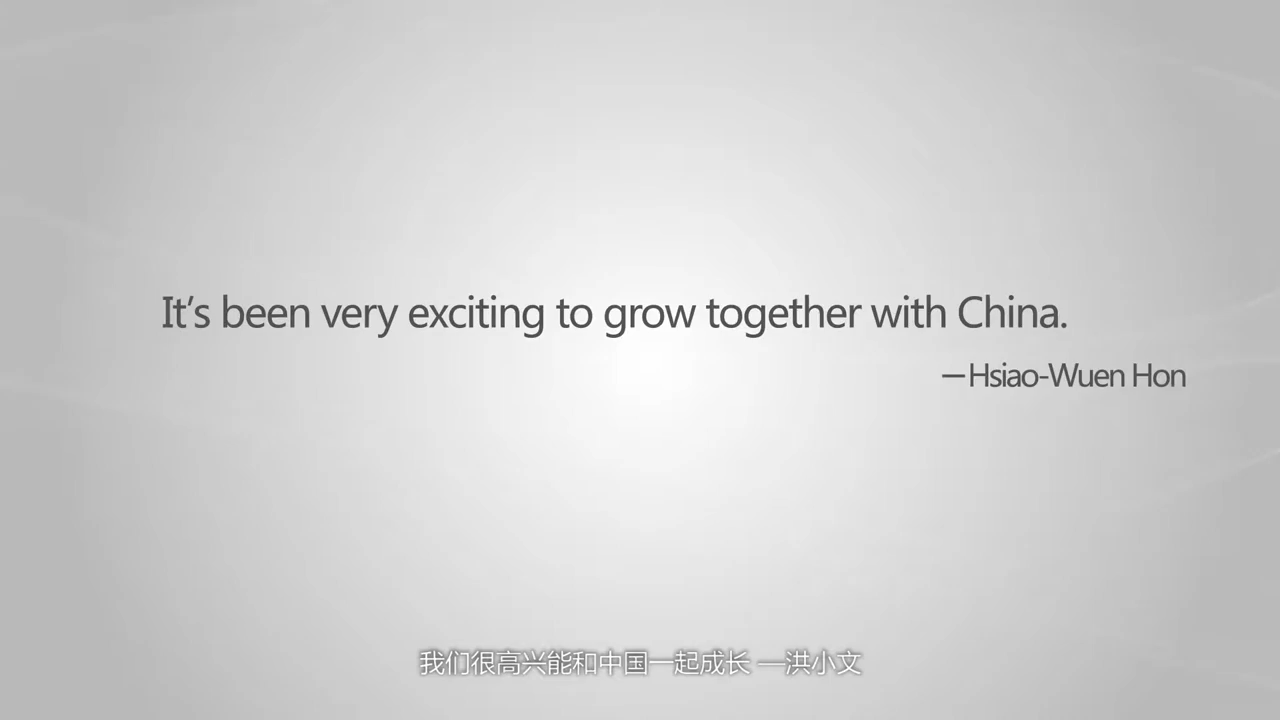 It’s been very exciting to grow together with China.
—Hsiao-Wuen Hon
我们很高兴能和中国一起成长 —洪小文